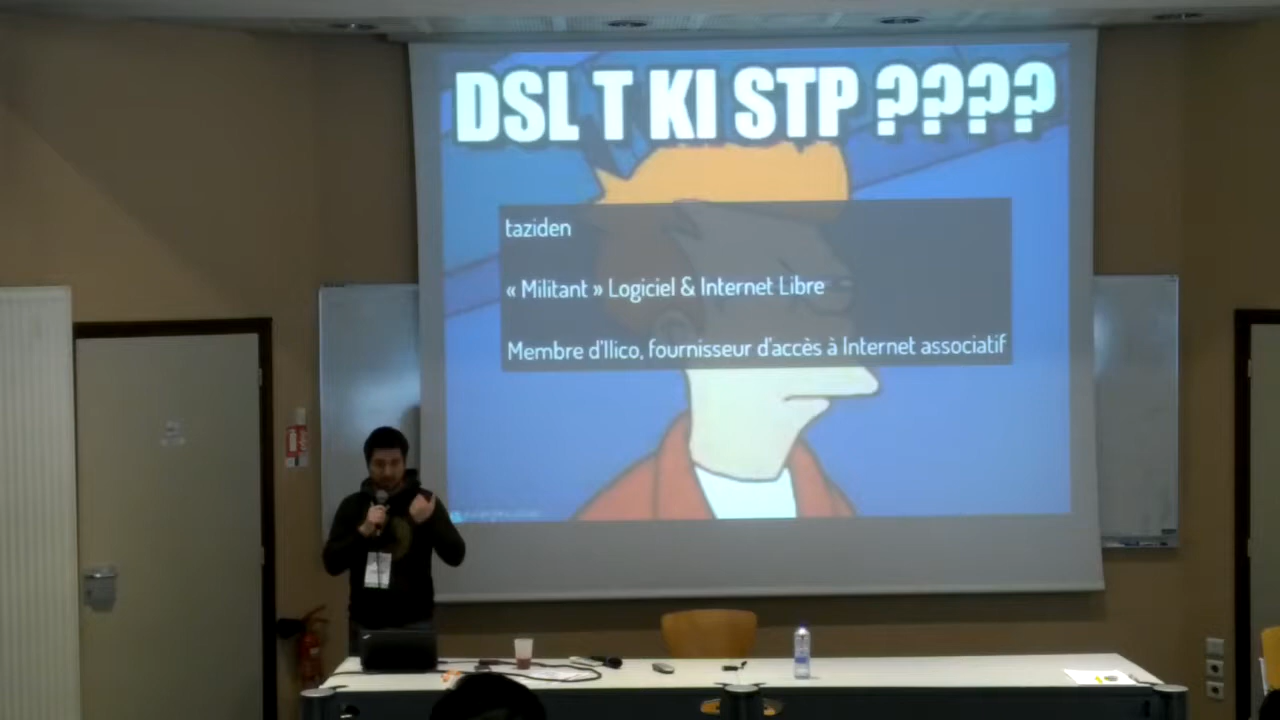 DSL T KI STP ????
taziden
« Militant » Logiciel & Internet Libre
Membre d'Ilico, fournisseur d'accès à Internet associatif